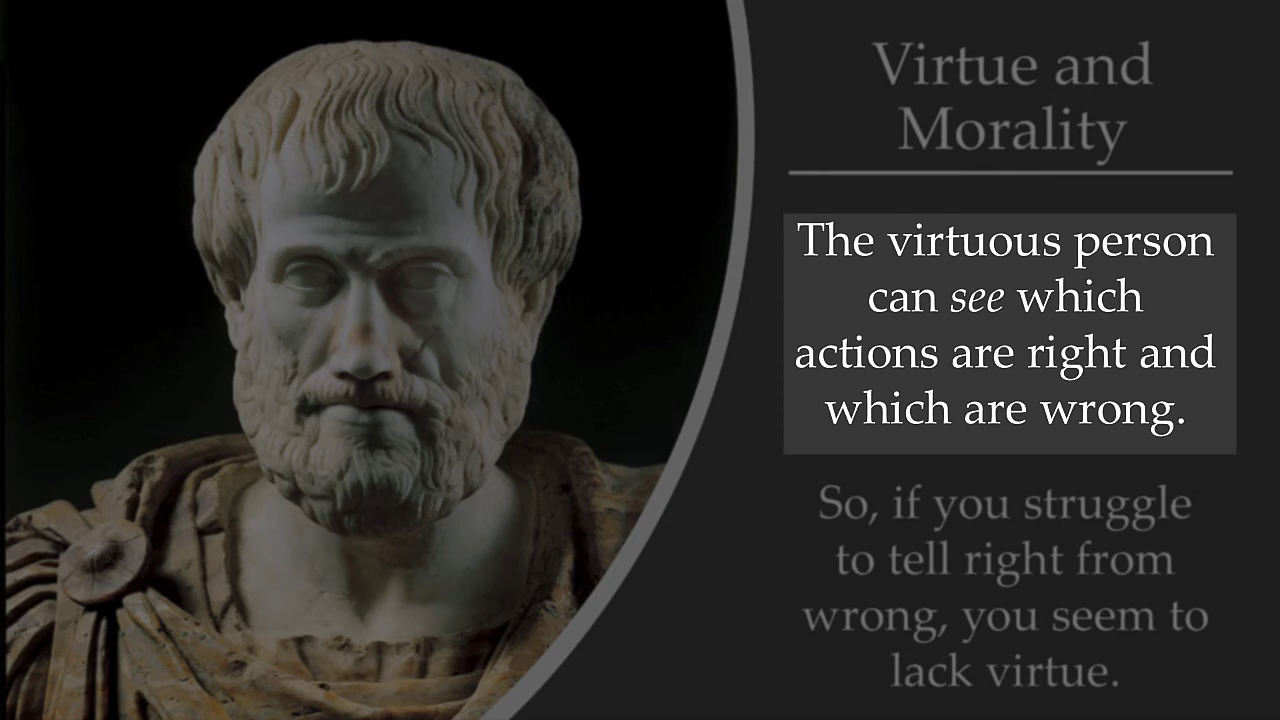 Virtue and
Morality
The virtuous person
can see which
actions are right and
which are wrong.
So, if you struggle
to tell right from
wrong, you seem to
lack virtue.